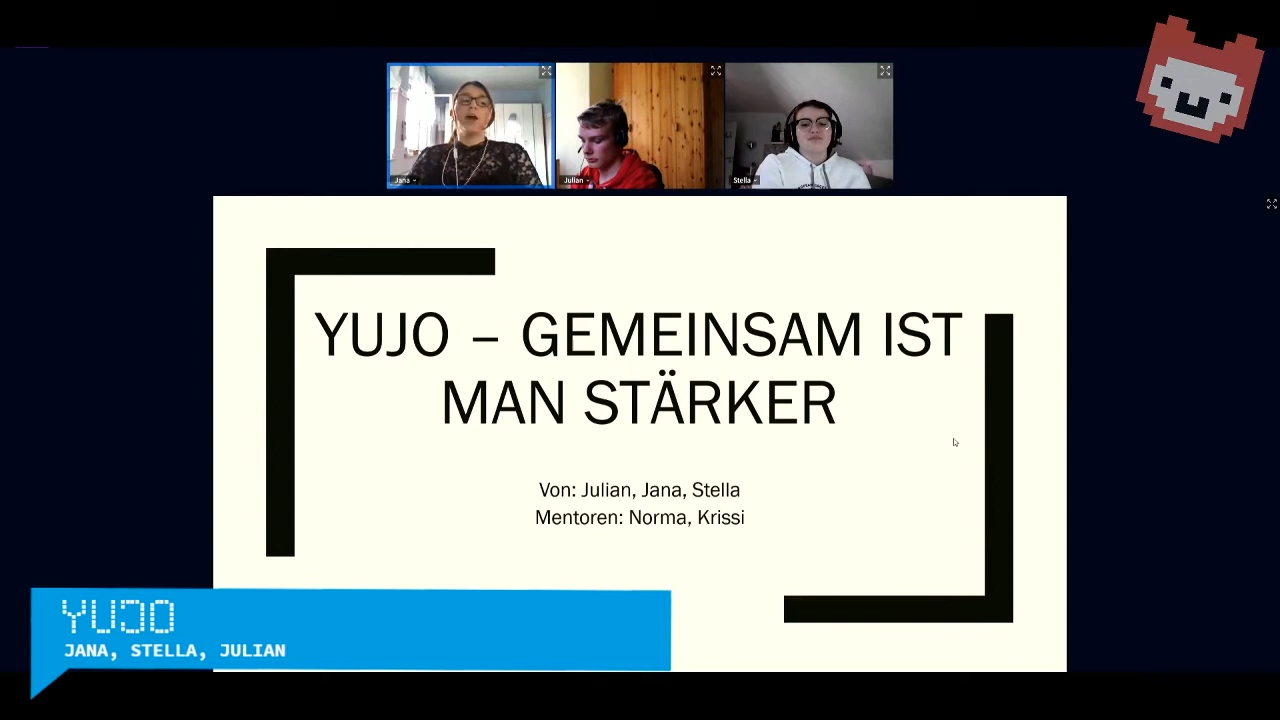 Jana
Julian
Stella
YUJO – GEMEINSAM IST
MAN STÄRKER
Von: Julian, Jana, Stella
Mentoren: Norma, Krissi
YUJO
JANA, STELLA, JULIAN